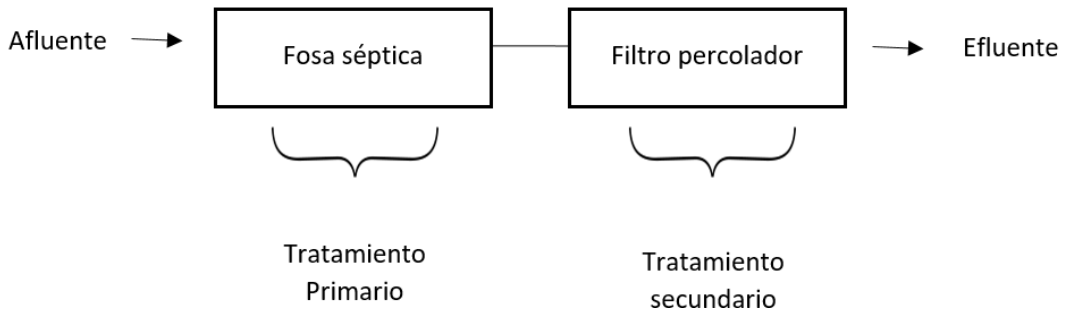 Afluente
Fosa séptica
Filtro percolador
Efluente
Tratamiento
Primario
Tratamiento
secundario